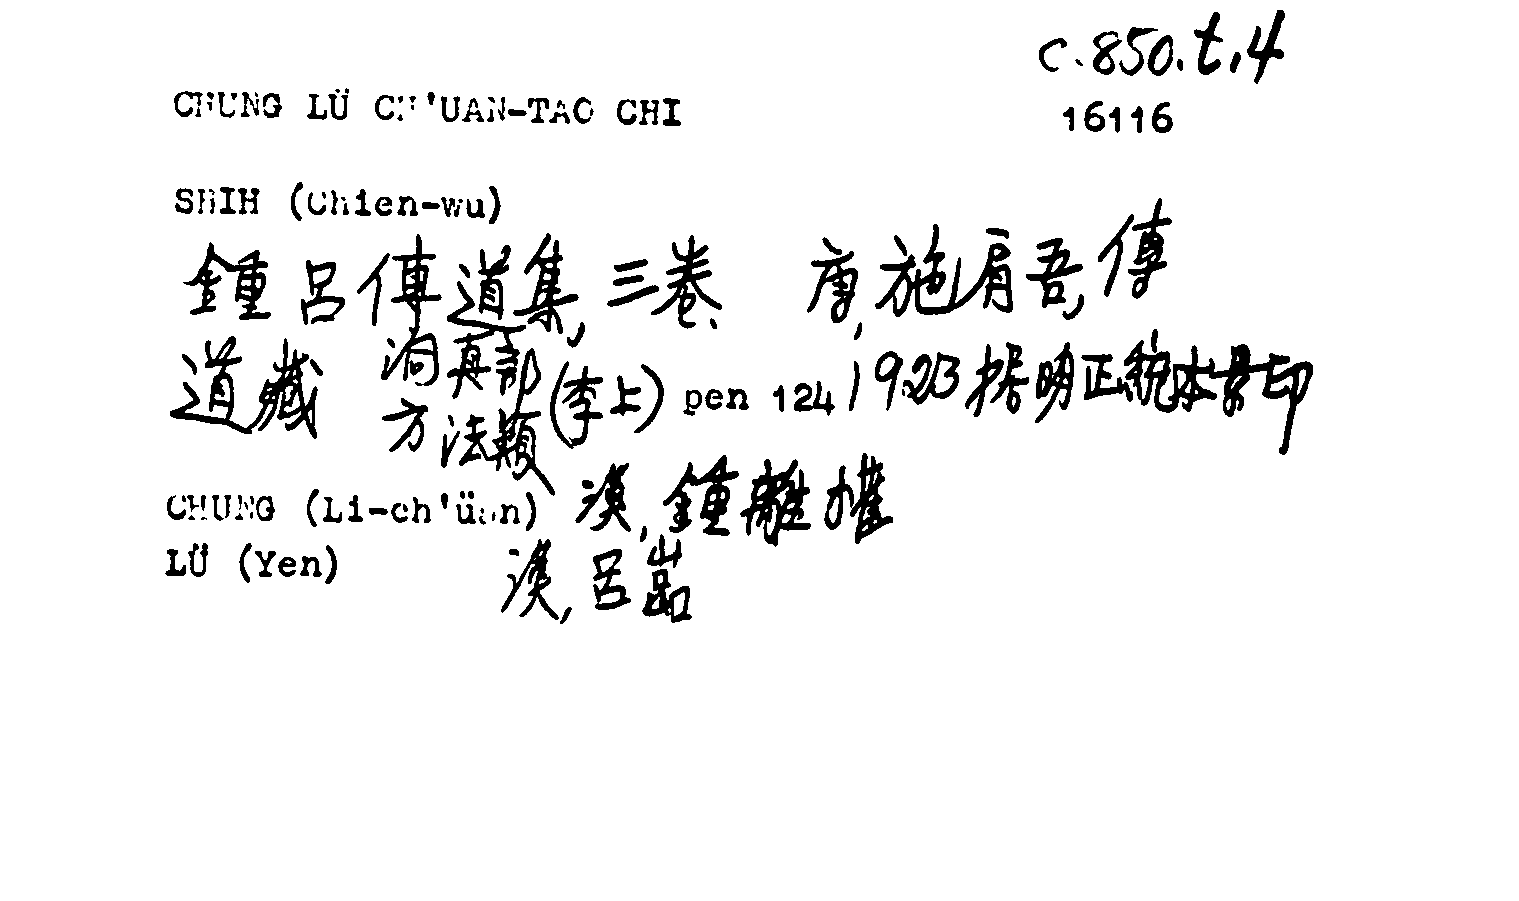 c.850.t.4
CHUNG LÜ CH'UAN-TAO CHI
16116
SHIH (Chien-wu)
鍾呂傳道集,三卷、 唐,施肩吾,傳
道藏 洞真部 方法類 (李上) pen 124 1923 據明正統本景印
CHUNG (Li-ch'üan) 漢,鍾離權
LÜ (Yen) 漢,呂嵒